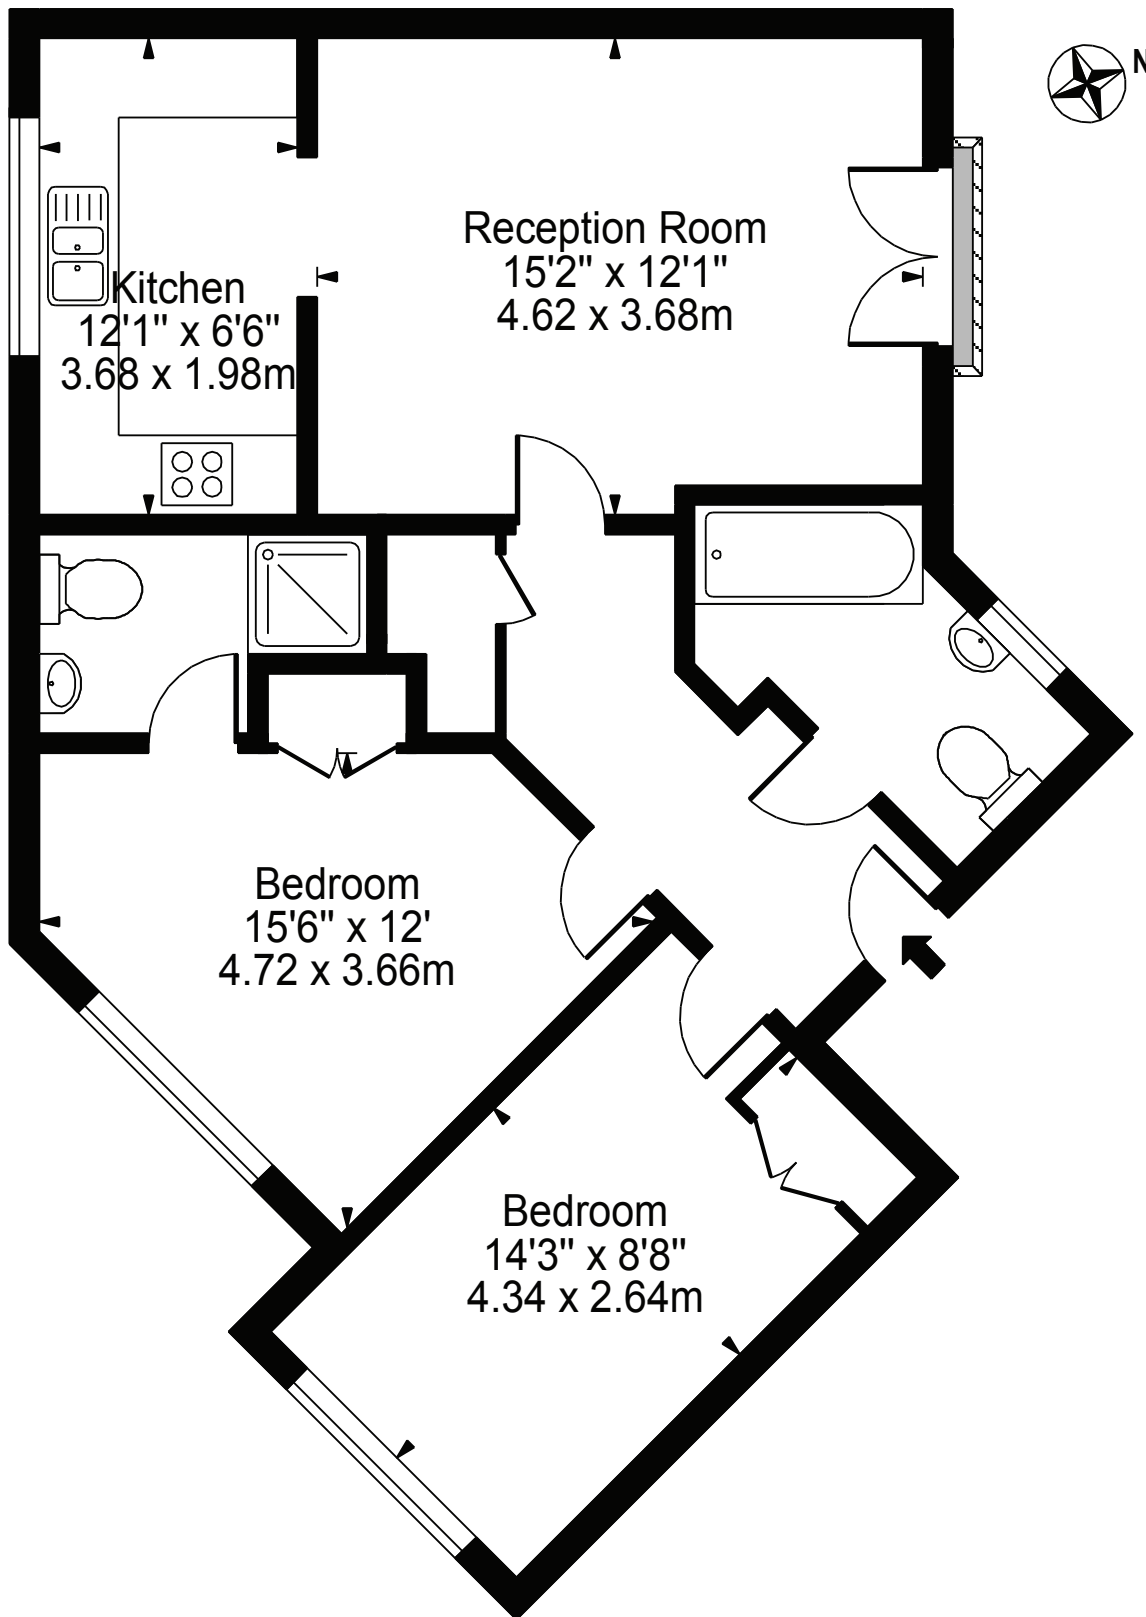 N
Reception Room
15'2" x 12'1"
4.62 x 3.68m
Kitchen
12'1" x 6'6"
3.68 x 1.98m
Bedroom
15'6" x 12'
4.72 x 3.66m
Bedroom
14'3" x 8'8"
4.34 x 2.64m